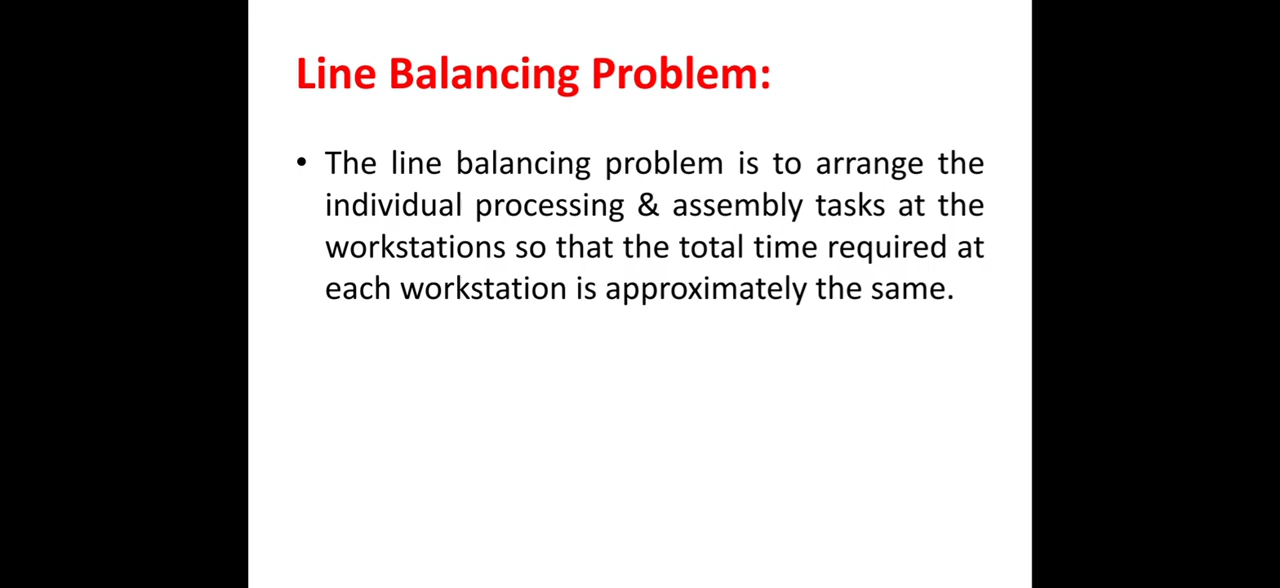 Line Balancing Problem:
• The line balancing problem is to arrange the
individual processing & assembly tasks at the
workstations so that the total time required at
each workstation is approximately the same.